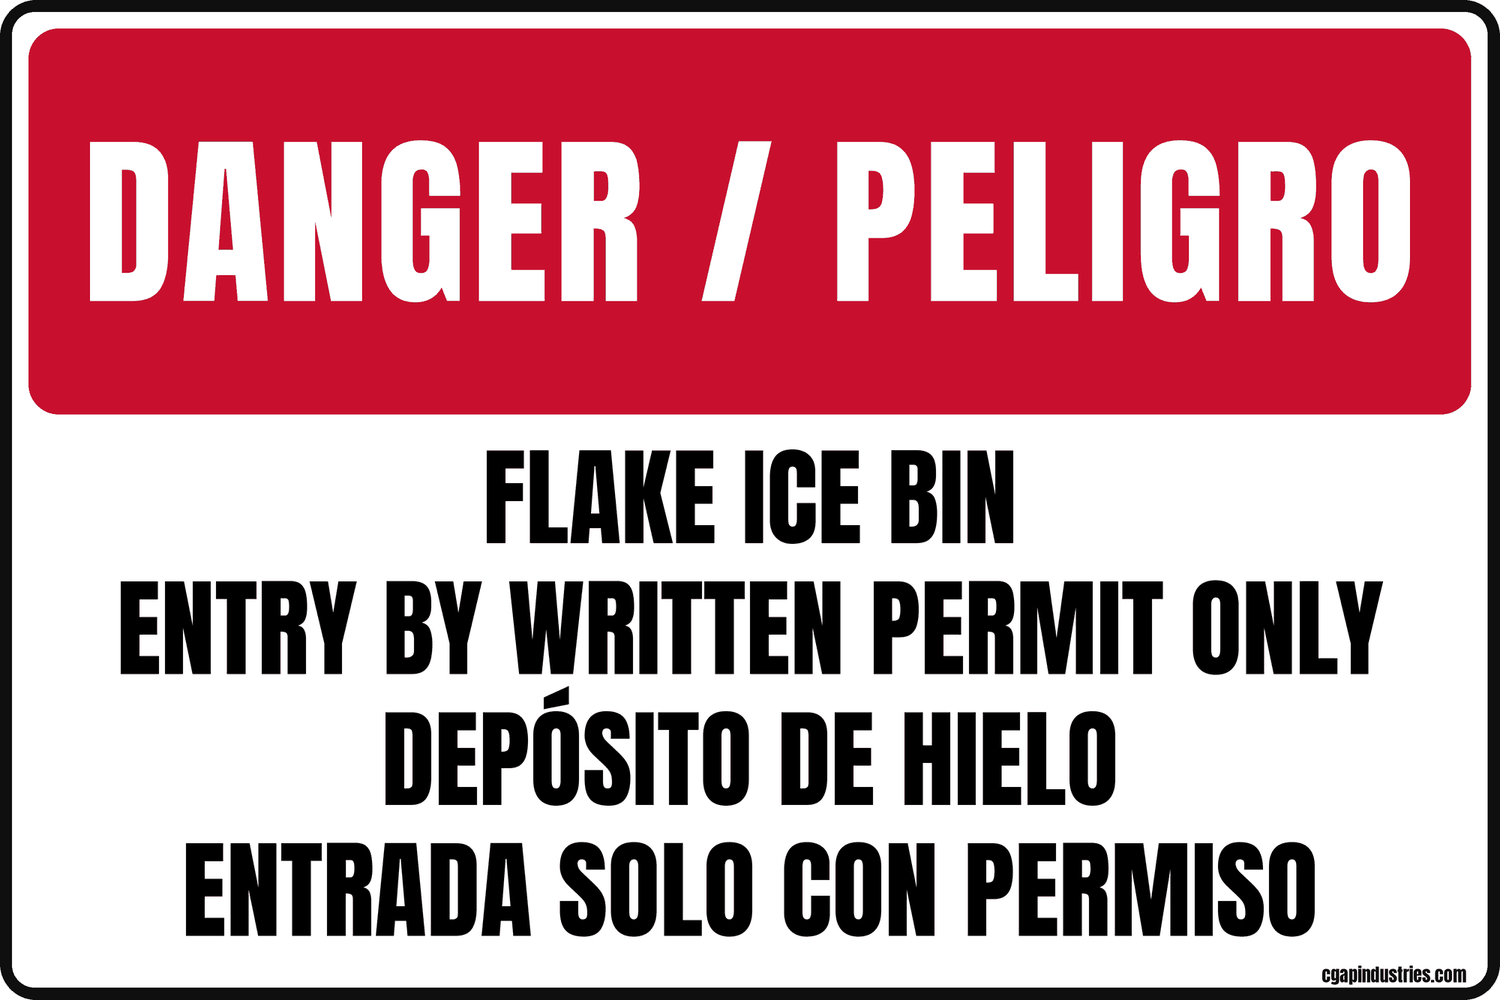 DANGER / PELIGRO
FLAKE ICE BIN
ENTRY BY WRITTEN PERMIT ONLY
DEPÓSITO DE HIELO
ENTRADA SOLO CON PERMISO
cgapindustries.com